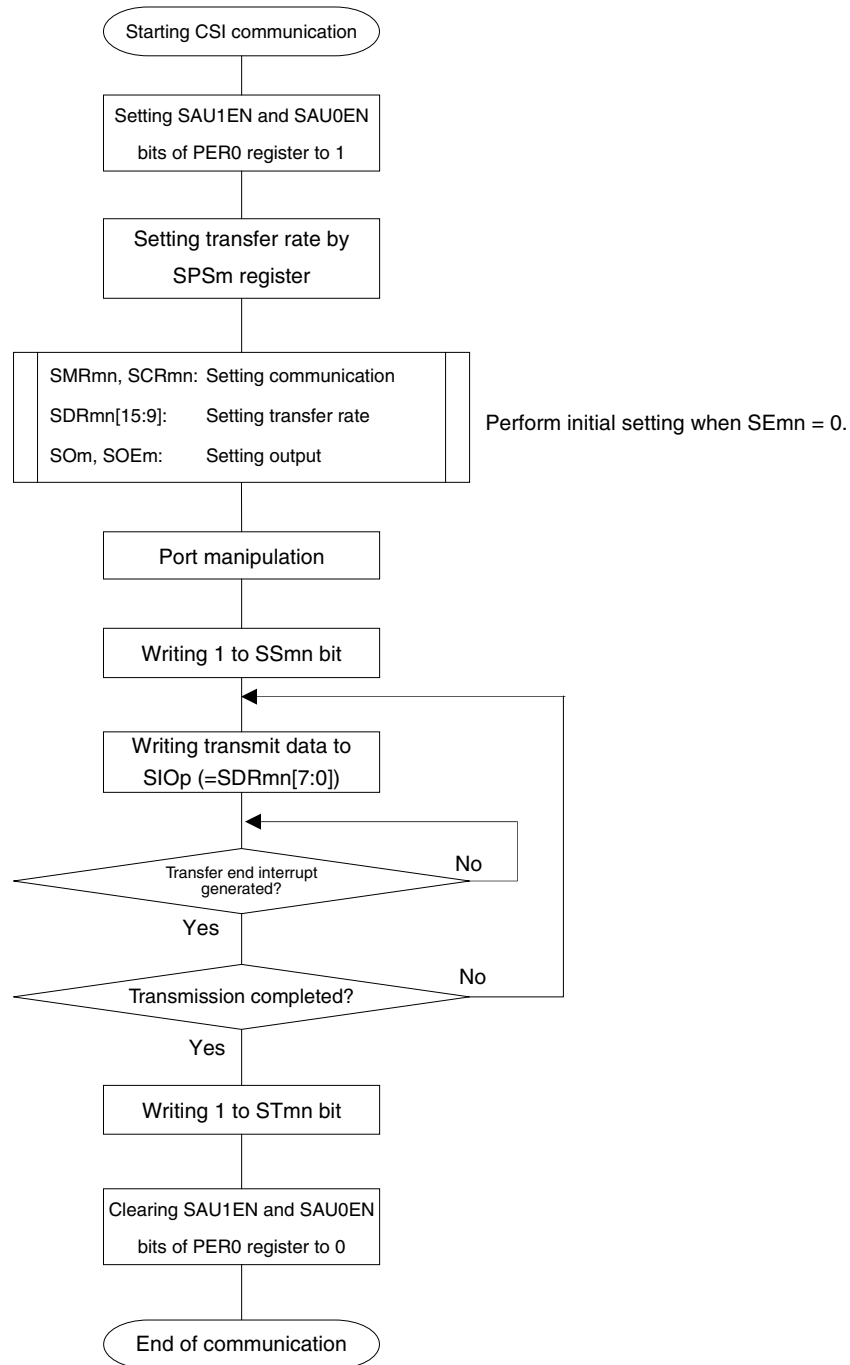 Starting CSI communication
Setting SAU1EN and SAU0EN
bits of PER0 register to 1
Setting transfer rate by
SPSm register
SMRmn, SCRmn: Setting communication
SDRmn[15:9]: Setting transfer rate
SOm, SOEm: Setting output
Perform initial setting when SEmn = 0.
Port manipulation
Writing 1 to SSmn bit
Writing transmit data to
SIOp (=SDRmn[7:0])
Transfer end interrupt
generated?
No
Yes
Transmission completed?
No
Yes
Writing 1 to STmn bit
Clearing SAU1EN and SAU0EN
bits of PER0 register to 0
End of communication